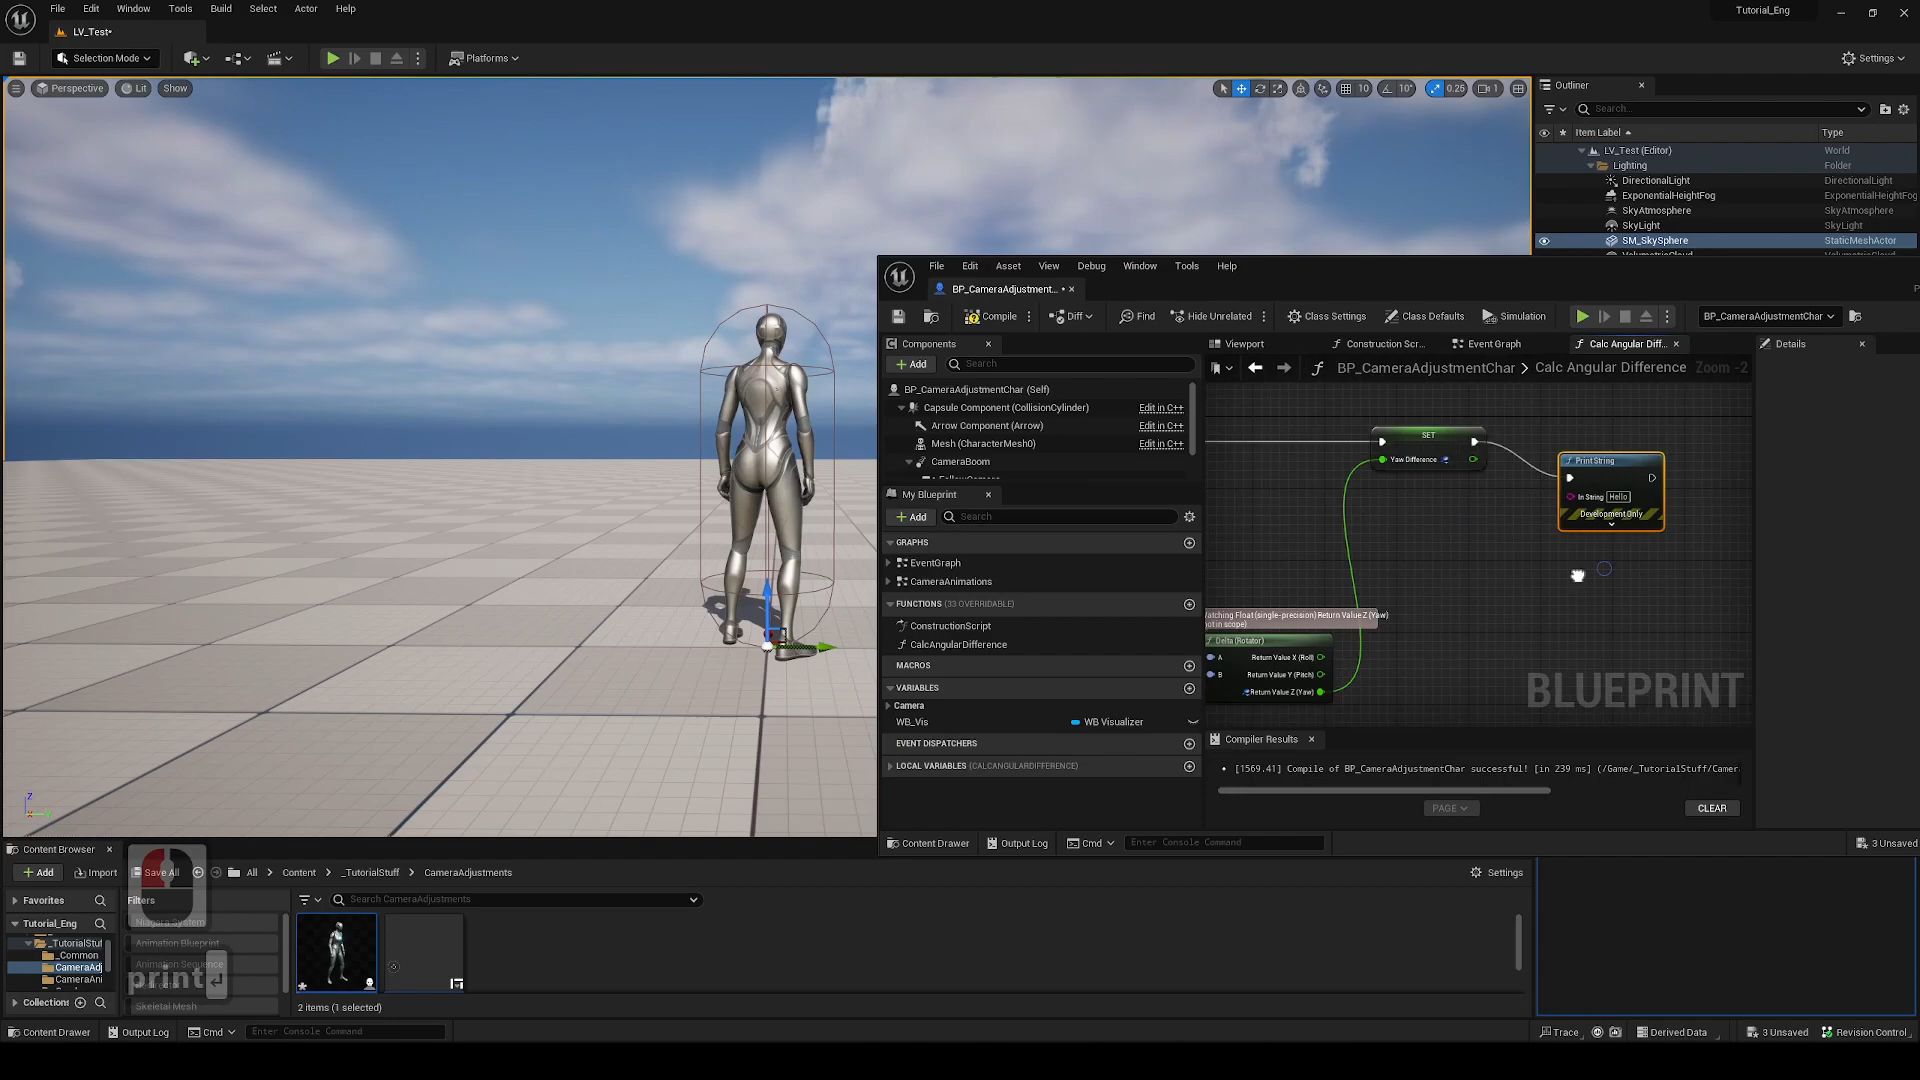 File Edit Window Tools Build Select Actor Help
Tutorial_Eng
LV_Test•
Selection Mode
Platforms
Settings
Perspective Lit Show
10 10° 0.25 1
Outliner
Search...
Item Label Type
LV_Test (Editor) World
Lighting Folder
DirectionalLight DirectionalLight
ExponentialHeightFog ExponentialHeightFog
SkyAtmosphere SkyAtmosphere
SkyLight SkyLight
SM_SkySphere StaticMeshActor
File Edit Asset View Debug Window Tools Help
BP_CameraAdjustment... •
Compile Diff Find Hide Unrelated Class Settings Class Defaults Simulation BP_CameraAdjustmentChar
Components
Add Search
BP_CameraAdjustmentChar (Self)
Capsule Component (CollisionCylinder) Edit in C++
Arrow Component (Arrow) Edit in C++
Mesh (CharacterMesh0) Edit in C++
CameraBoom
My Blueprint
Add Search
GRAPHS
EventGraph
CameraAnimations
FUNCTIONS (33 OVERRIDABLE)
ConstructionScript
CalcAngularDifference
MACROS
VARIABLES
Camera
WB_Vis WB Visualizer
EVENT DISPATCHERS
LOCAL VARIABLES (CALCANGULARDIFFERENCE)
Viewport Construction Scr... Event Graph Calc Angular Diff...
BP_CameraAdjustmentChar > Calc Angular Difference Zoom -2
SET
Yaw Difference
Print String
In String Hello
Development Only
Watching Float (single-precision) Return Value Z (Yaw)
not in scope)
Delta (Rotator)
A Return Value X (Roll)
B Return Value Y (Pitch)
Return Value Z (Yaw)
BLUEPRINT
Details
Compiler Results
[1569.41] Compile of BP_CameraAdjustmentChar successful! [in 239 ms] (/Game/_TutorialStuff/Camer
PAGE CLEAR
Content Drawer Output Log Cmd Enter Console Command 3 Unsaved
Z
Content Browser
Add Import Save All All > Content > _TutorialStuff > CameraAdjustments Settings
Favorites
Tutorial_Eng
_TutorialStuf
_Common
CameraAdj
CameraAni
Collections
Filters
Niagara System
Animation Blueprint
Animation Sequence
Skeletal Mesh
print
Search CameraAdjustments
2 items (1 selected)
Content Drawer Output Log Cmd Enter Console Command Trace Derived Data 3 Unsaved Revision Control